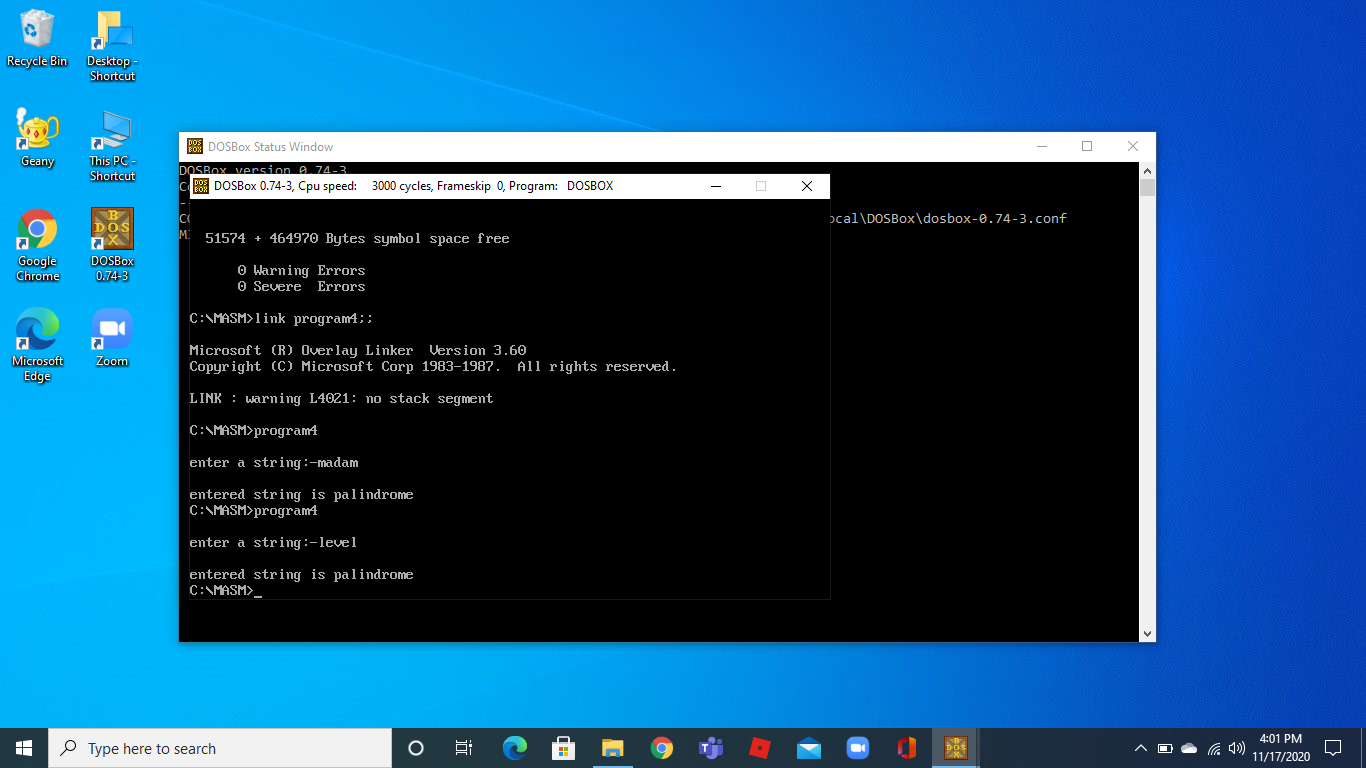 Recycle Bin
Desktop -
Shortcut
Geany
This PC -
Shortcut
Google
Chrome
DOSBox
0.74-3
Microsoft
Edge
Zoom
DOSBox Status Window
DOSBox version 0.74-3
ocal\DOSBox\dosbox-0.74-3.conf
DOSBox 0.74-3, Cpu speed: 3000 cycles, Frameskip 0, Program: DOSBOX
51574 + 464970 Bytes symbol space free
0 Warning Errors
0 Severe Errors
C:\MASM>link program4;;
Microsoft (R) Overlay Linker Version 3.60
Copyright (C) Microsoft Corp 1983-1987. All rights reserved.
LINK : warning L4021: no stack segment
C:\MASM>program4
enter a string:-madam
entered string is palindrome
C:\MASM>program4
enter a string:-level
entered string is palindrome
C:\MASM>_
Type here to search
4:01 PM
11/17/2020